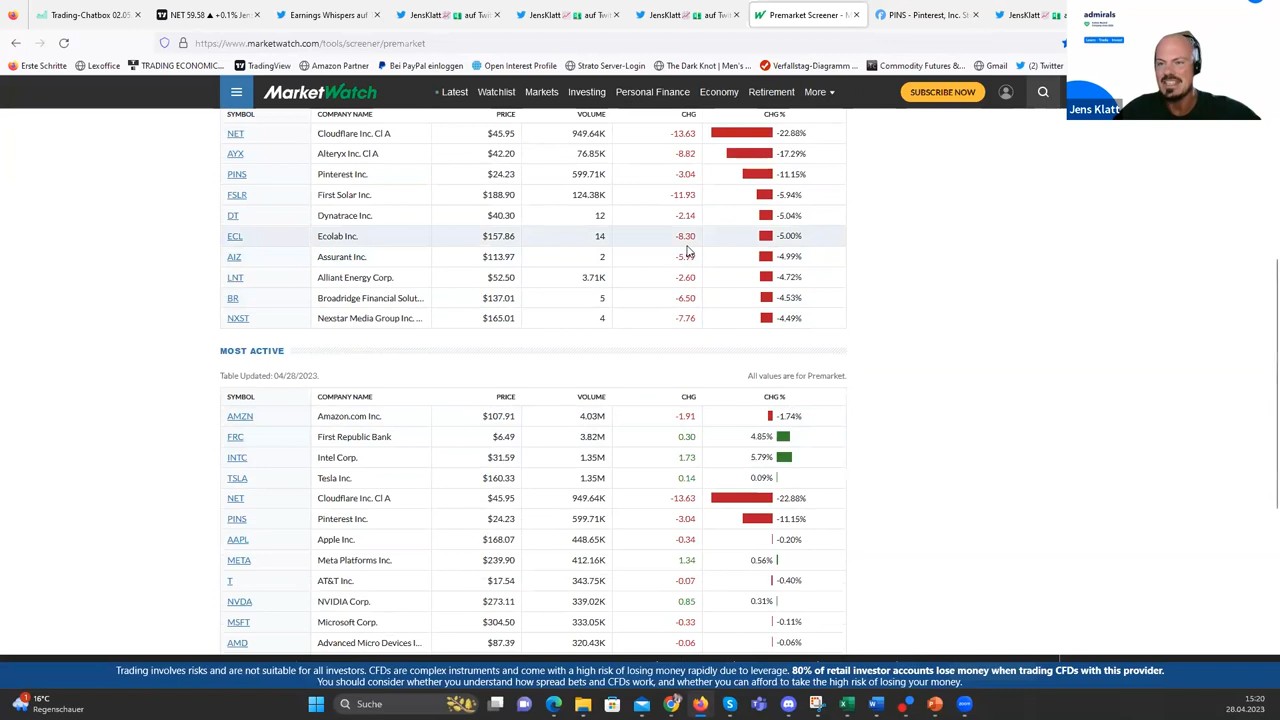 Trading-Chatbox 02.05
NET 59.58 ▲ +0.1% Jen
Earnings Whispers auf
JensKlatt auf Twit
JensKlatt auf Twi
JensKlatt auf Twi
Premarket Screener - M
PINS - Pinterest, Inc. St
JensKlatt au
https://www.marketwatch.com/tools/scree
Erste Schritte
Lexoffice
TRADING ECONOMIC...
TradingView
Amazon Partner
Bei PayPal einloggen
Open Interest Profile
Strato Server-Login
The Dark Knot | Men's ...
Verfallstag-Diagramm ...
Commodity Futures &...
Gmail
(2) Twitter
admirals
Learn Trade Invest
Jens Klatt
MarketWatch
Latest Watchlist Markets Investing Personal Finance Economy Retirement More
SUBSCRIBE NOW
SYMBOL COMPANY NAME PRICE VOLUME CHG CHG %
NET Cloudflare Inc. Cl A $45.95 949.64K -13.63 -22.88%
AYX Alteryx Inc. Cl A $42.20 76.85K -8.82 -17.29%
PINS Pinterest Inc. $24.23 599.71K -3.04 -11.15%
FSLR First Solar Inc. $188.90 124.38K -11.93 -5.94%
DT Dynatrace Inc. $40.30 12 -2.14 -5.04%
ECL Ecolab Inc. $157.86 14 -8.30 -5.00%
AIZ Assurant Inc. $113.97 2 -4.99%
LNT Alliant Energy Corp. $52.50 3.71K -2.60 -4.72%
BR Broadridge Financial Solut... $137.01 5 -6.50 -4.53%
NXST Nexstar Media Group Inc. ... $165.01 4 -7.76 -4.49%
MOST ACTIVE
Table Updated: 04/28/2023. All values are for Premarket.
SYMBOL COMPANY NAME PRICE VOLUME CHG CHG %
AMZN Amazon.com Inc. $107.91 4.03M -1.91 -1.74%
FRC First Republic Bank $6.49 3.82M 0.30 4.85%
INTC Intel Corp. $31.59 1.35M 1.73 5.79%
TSLA Tesla Inc. $160.33 1.35M 0.14 0.09%
NET Cloudflare Inc. Cl A $45.95 949.64K -13.63 -22.88%
PINS Pinterest Inc. $24.23 599.71K -3.04 -11.15%
AAPL Apple Inc. $168.07 448.65K -0.34 -0.20%
META Meta Platforms Inc. $239.90 412.16K 1.34 0.56%
T AT&T Inc. $17.54 343.75K -0.07 -0.40%
NVDA NVIDIA Corp. $273.11 339.02K 0.85 0.31%
MSFT Microsoft Corp. $304.50 333.05K -0.33 -0.11%
AMD Advanced Micro Devices I... $87.39 320.43K -0.06 -0.06%
Trading involves risks and are not suitable for all investors. CFDs are complex instruments and come with a high risk of losing money rapidly due to leverage. 80% of retail investor accounts lose money when trading CFDs with this provider.
You should consider whether you understand how spread bets and CFDs work, and whether you can afford to take the high risk of losing your money.
16°C
Regenschauer
Suche
15:20
28.04.2023